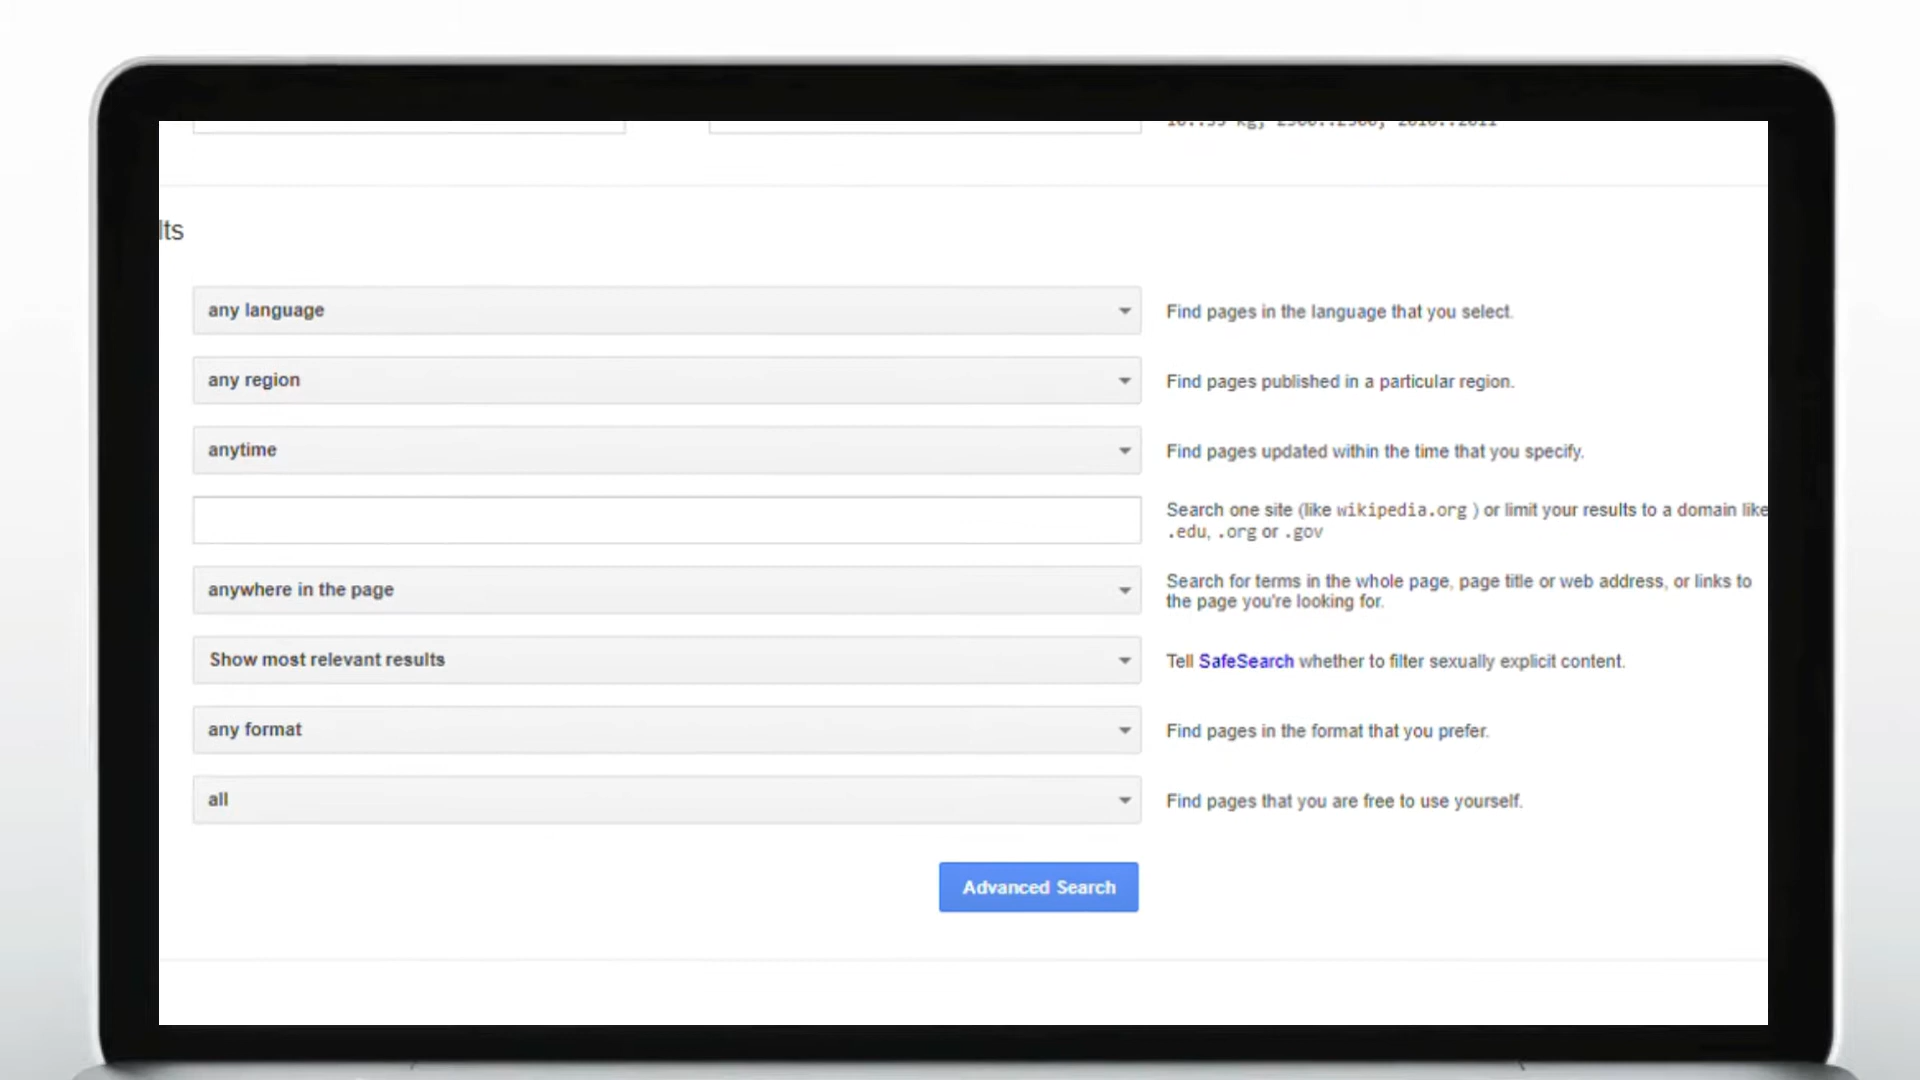 lts
any language
Find pages in the language that you select.
any region
Find pages published in a particular region.
anytime
Find pages updated within the time that you specify.
Search one site (like wikipedia.org ) or limit your results to a domain like
.edu, .org or .gov
anywhere in the page
Search for terms in the whole page, page title or web address, or links to
the page you're looking for.
Show most relevant results
Tell SafeSearch whether to filter sexually explicit content.
any format
Find pages in the format that you prefer.
all
Find pages that you are free to use yourself.
Advanced Search